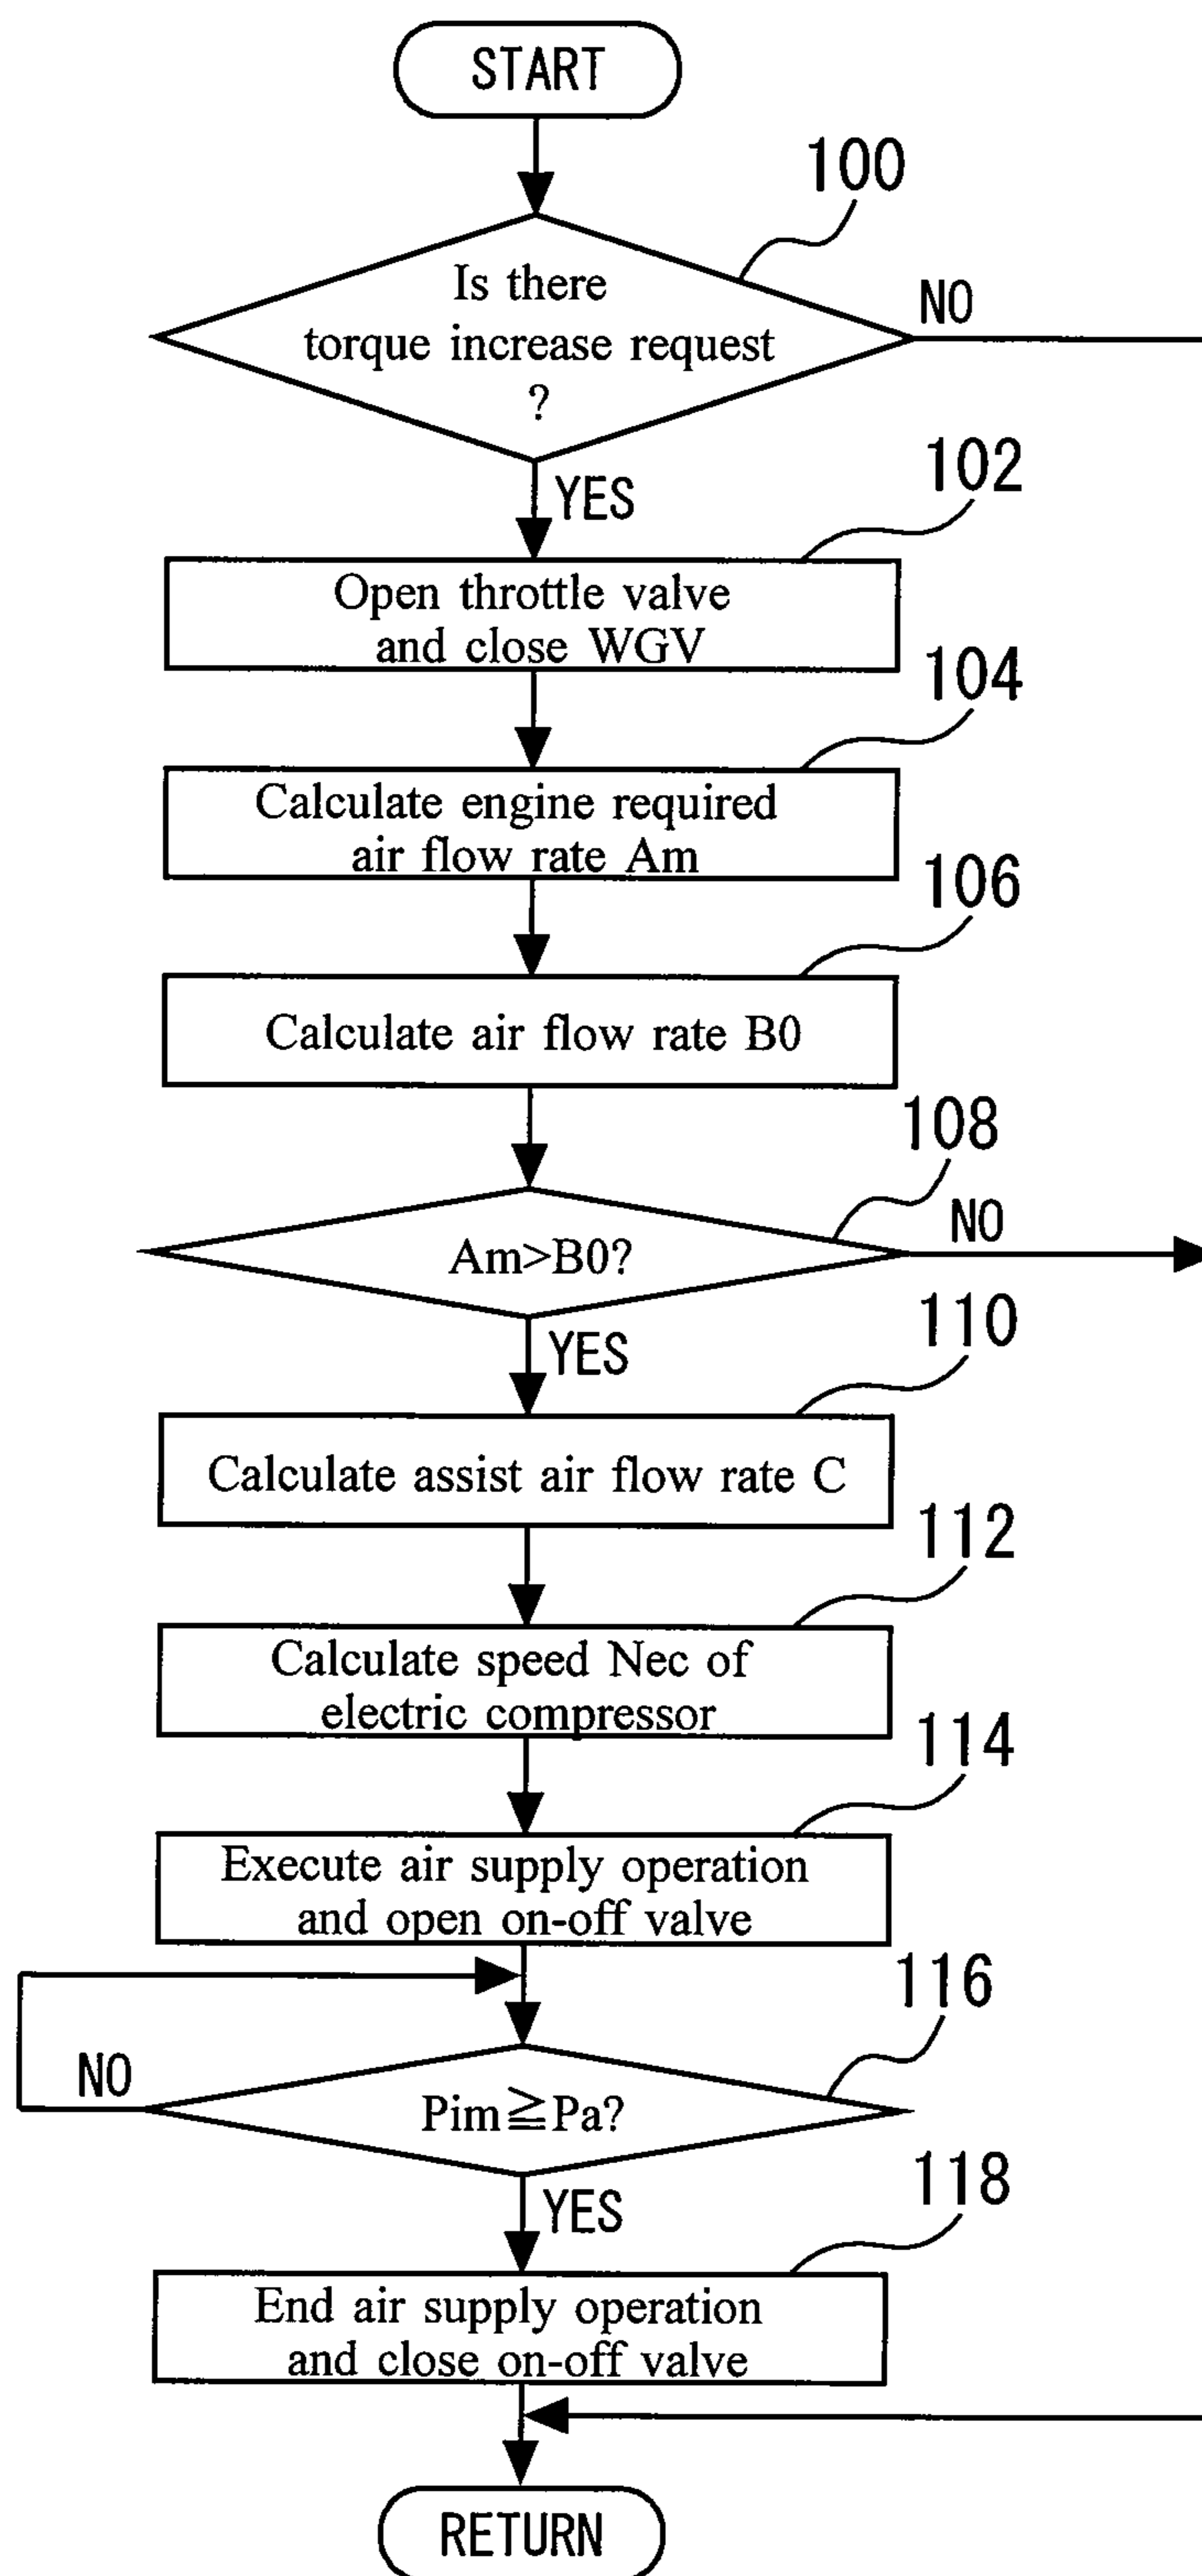 START
100
Is there
torque increase request
?
NO
YES
102
Open throttle valve
and close WGV
104
Calculate engine required
air flow rate Am
106
Calculate air flow rate B0
108
Am>B0?
NO
YES
110
Calculate assist air flow rate C
112
Calculate speed Nec of
electric compressor
114
Execute air supply operation
and open on-off valve
116
NO
Pim≧Pa?
YES
118
End air supply operation
and close on-off valve
RETURN